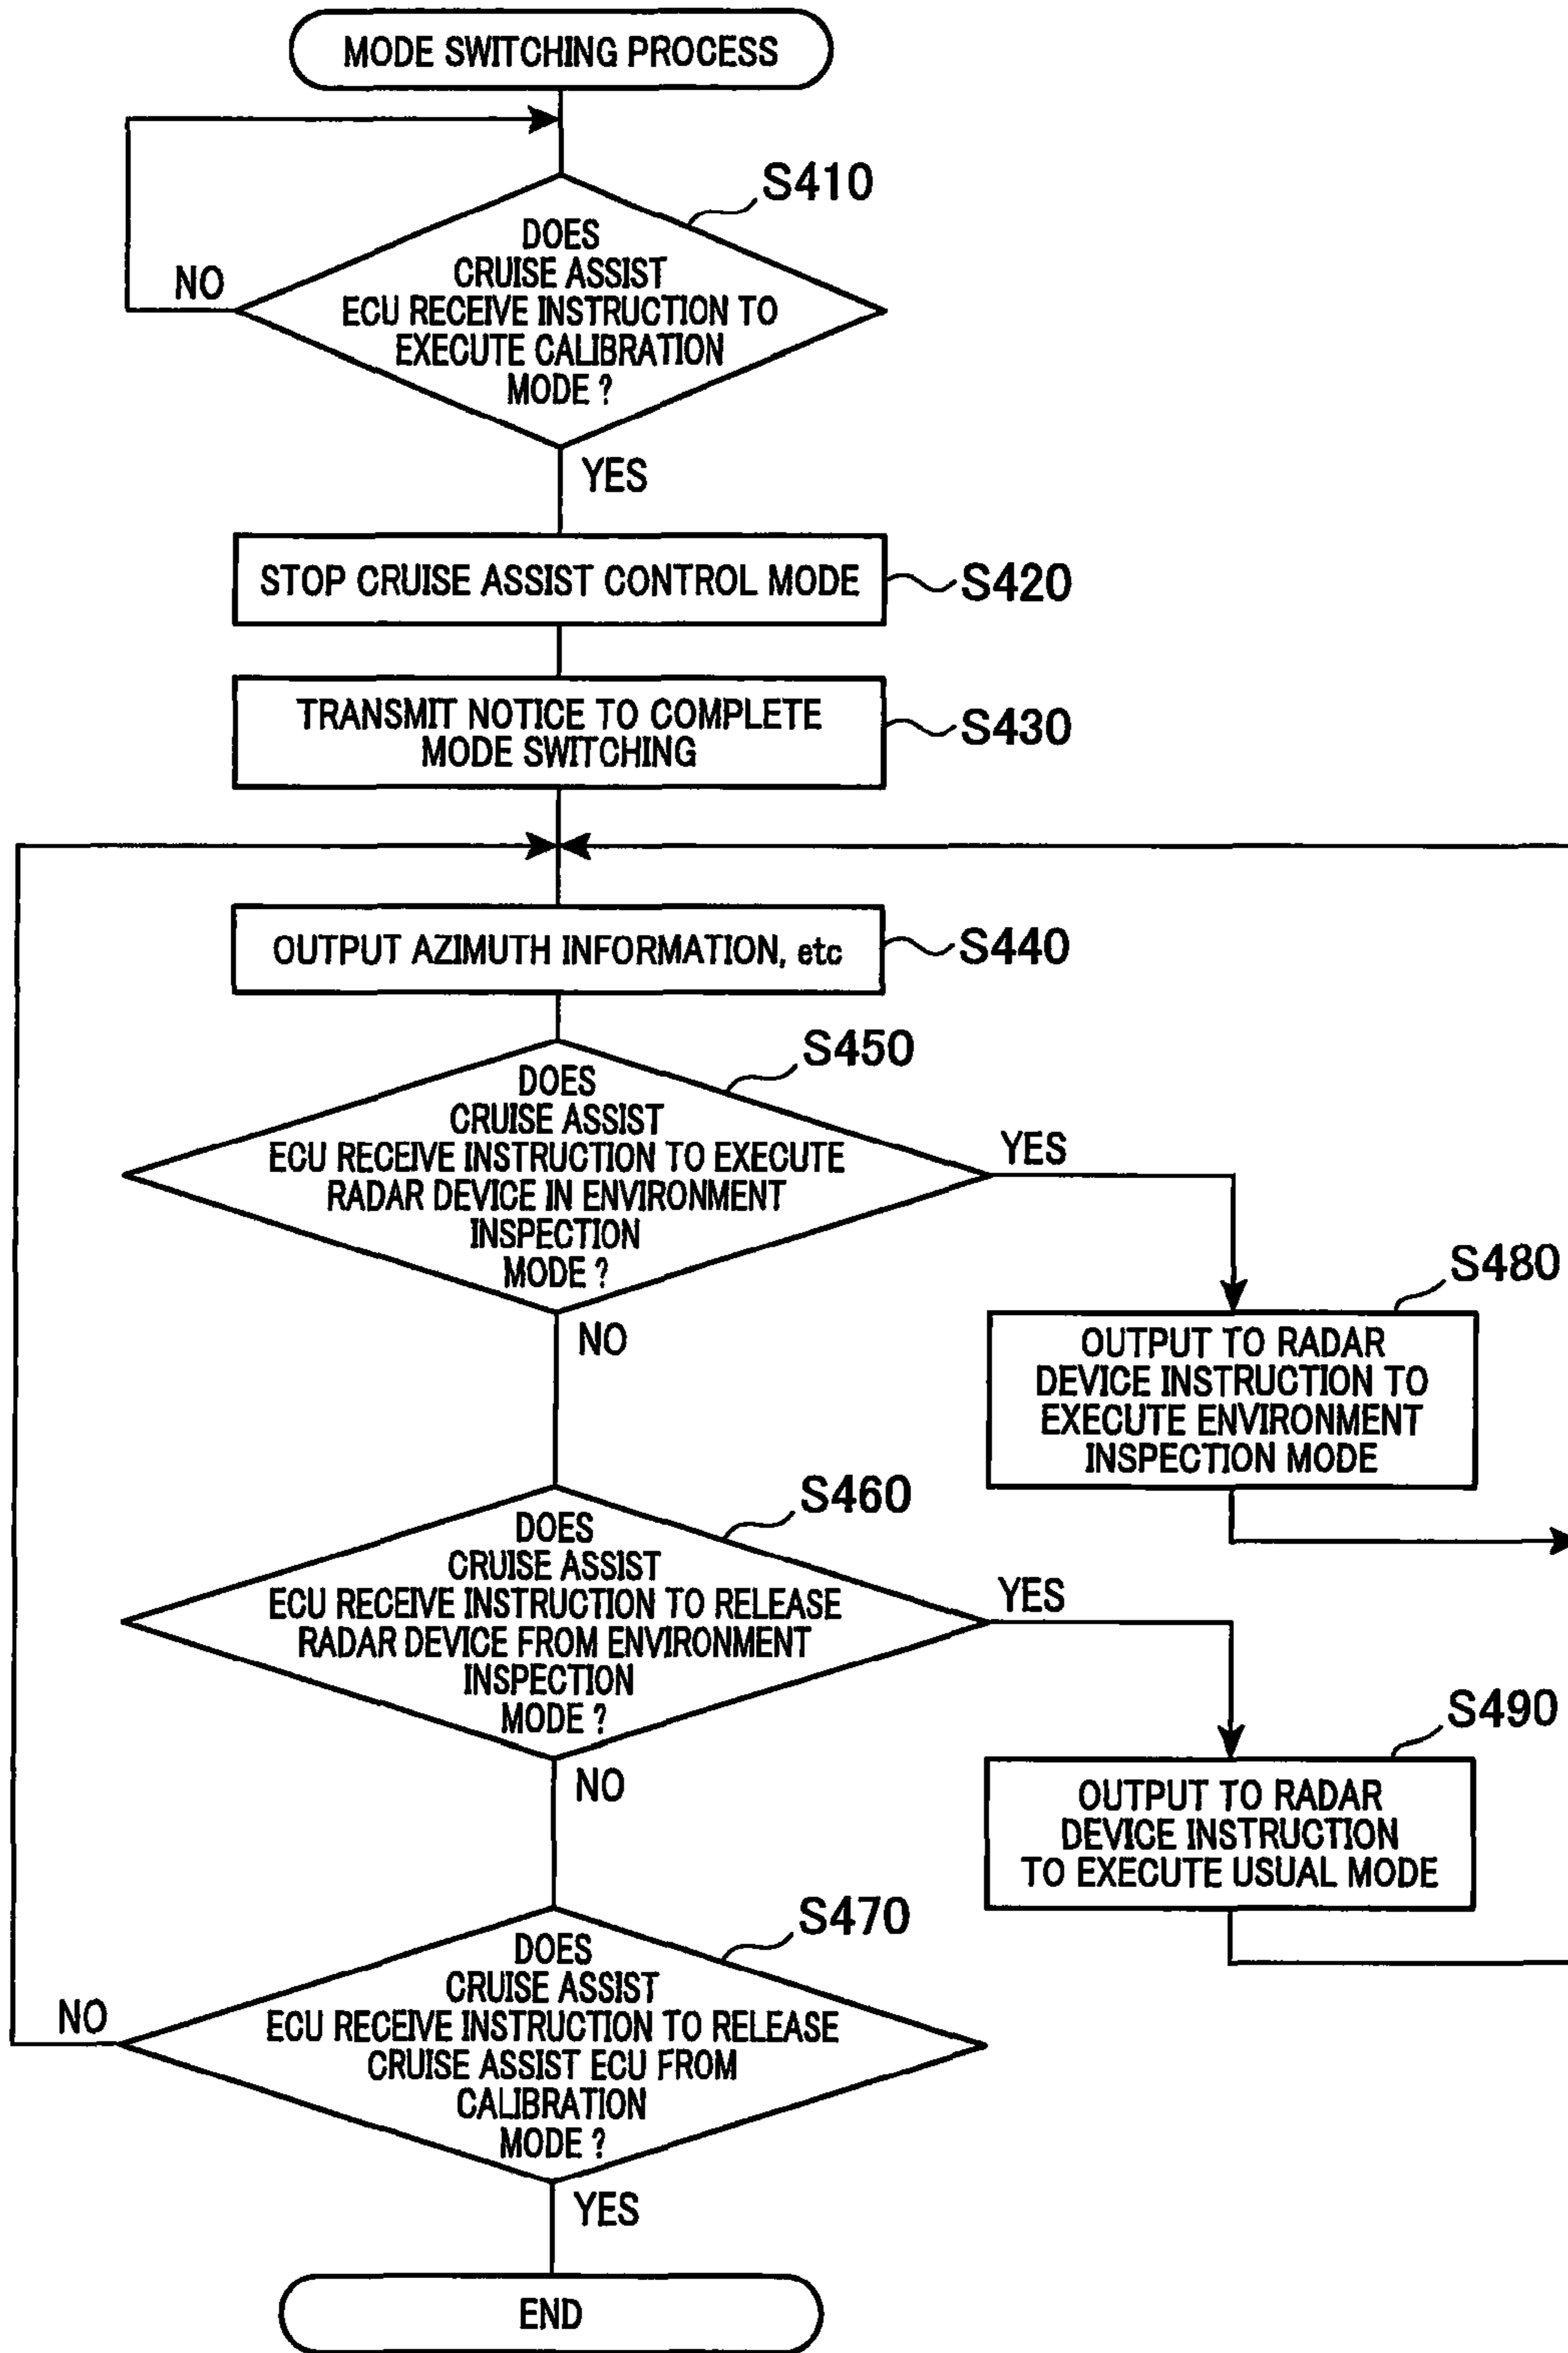 MODE SWITCHING PROCESS
S410
DOES
CRUISE ASSIST
ECU RECEIVE INSTRUCTION TO
EXECUTE CALIBRATION
MODE ?
NO
YES
STOP CRUISE ASSIST CONTROL MODE
S420
TRANSMIT NOTICE TO COMPLETE
MODE SWITCHING
S430
OUTPUT AZIMUTH INFORMATION, etc
S440
S450
DOES
CRUISE ASSIST
ECU RECEIVE INSTRUCTION TO EXECUTE
RADAR DEVICE IN ENVIRONMENT
INSPECTION
MODE ?
YES
NO
S480
OUTPUT TO RADAR
DEVICE INSTRUCTION TO
EXECUTE ENVIRONMENT
INSPECTION MODE
S460
DOES
CRUISE ASSIST
ECU RECEIVE INSTRUCTION TO RELEASE
RADAR DEVICE FROM ENVIRONMENT
INSPECTION
MODE ?
YES
NO
S490
OUTPUT TO RADAR
DEVICE INSTRUCTION
TO EXECUTE USUAL MODE
S470
DOES
CRUISE ASSIST
ECU RECEIVE INSTRUCTION TO RELEASE
CRUISE ASSIST ECU FROM
CALIBRATION
MODE ?
NO
YES
END